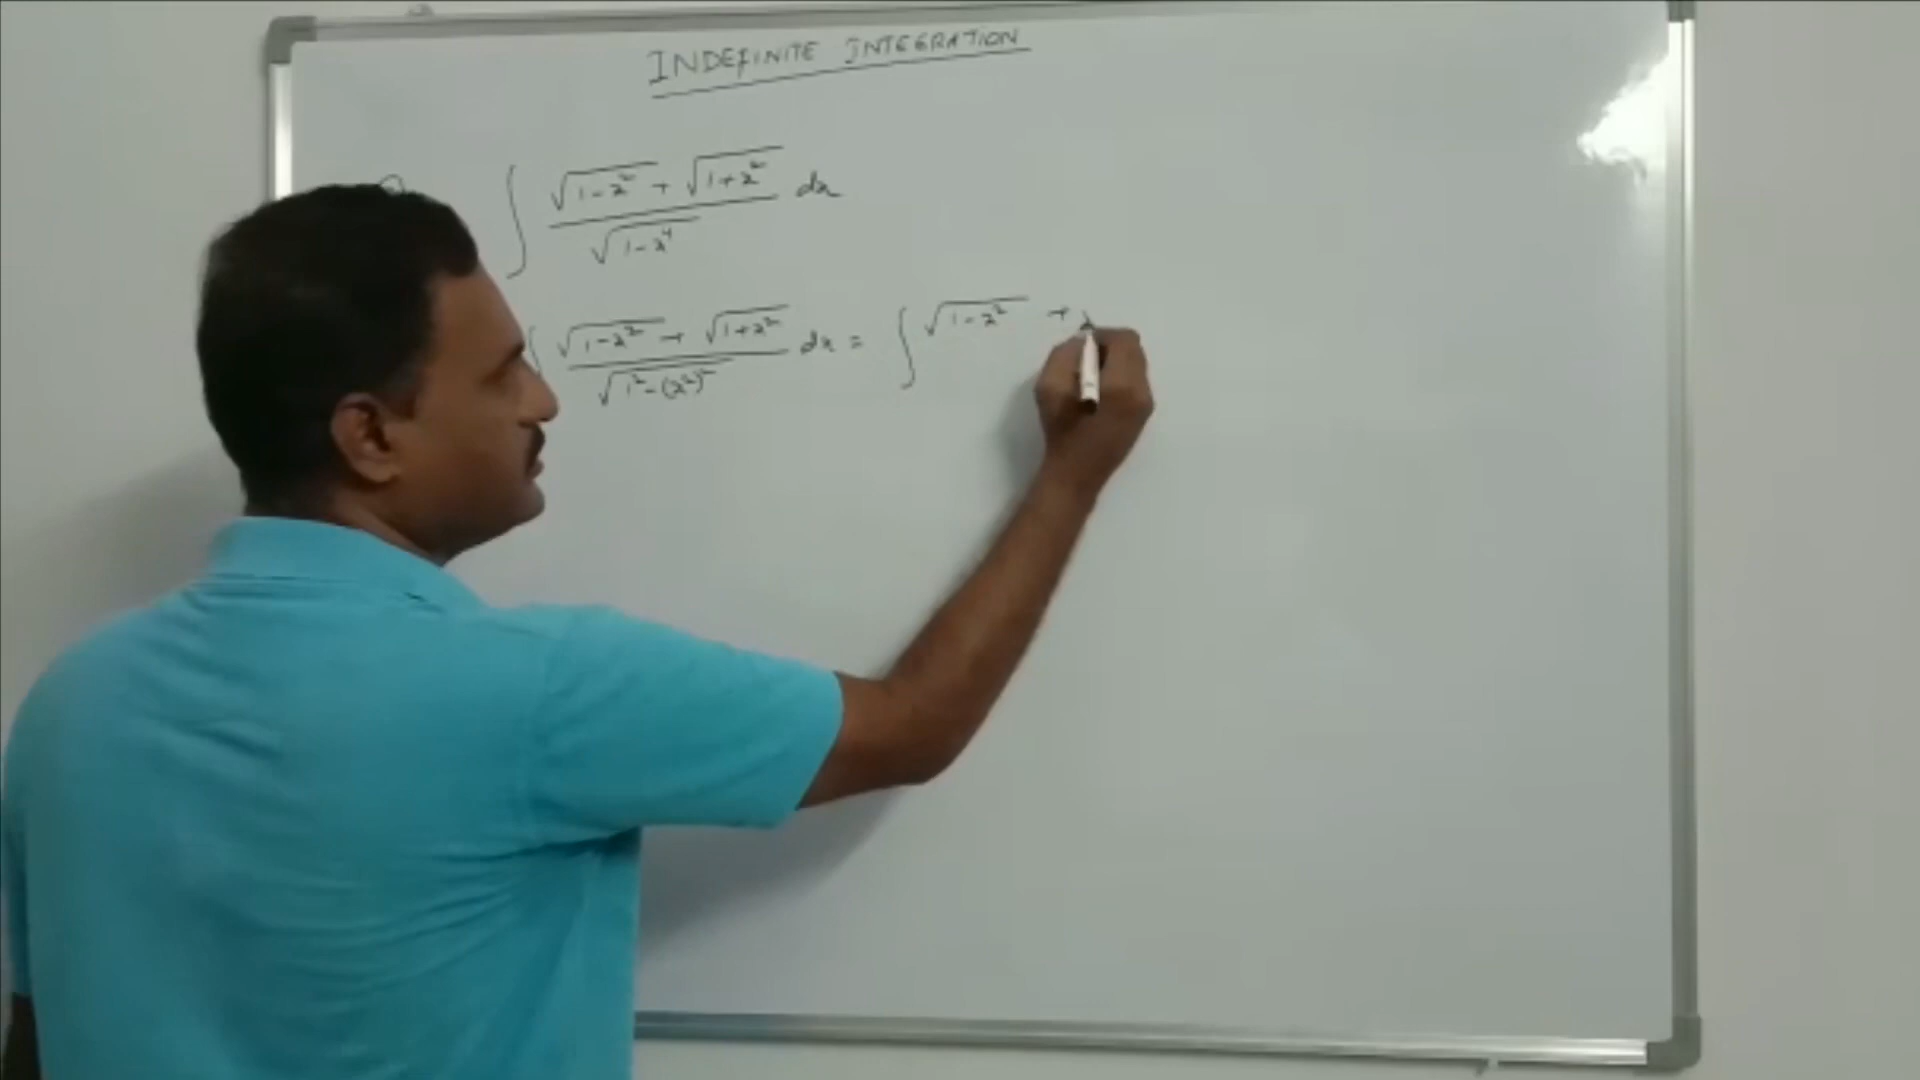 INDEFINITE INTEGRATION
∫ (√(1-x²) + √(1+x²)) / √(1-x⁴) dx
∫ (√(1-x²) + √(1+x²)) / √(1²-(x²)²) dx = ∫ √(1-x²) +